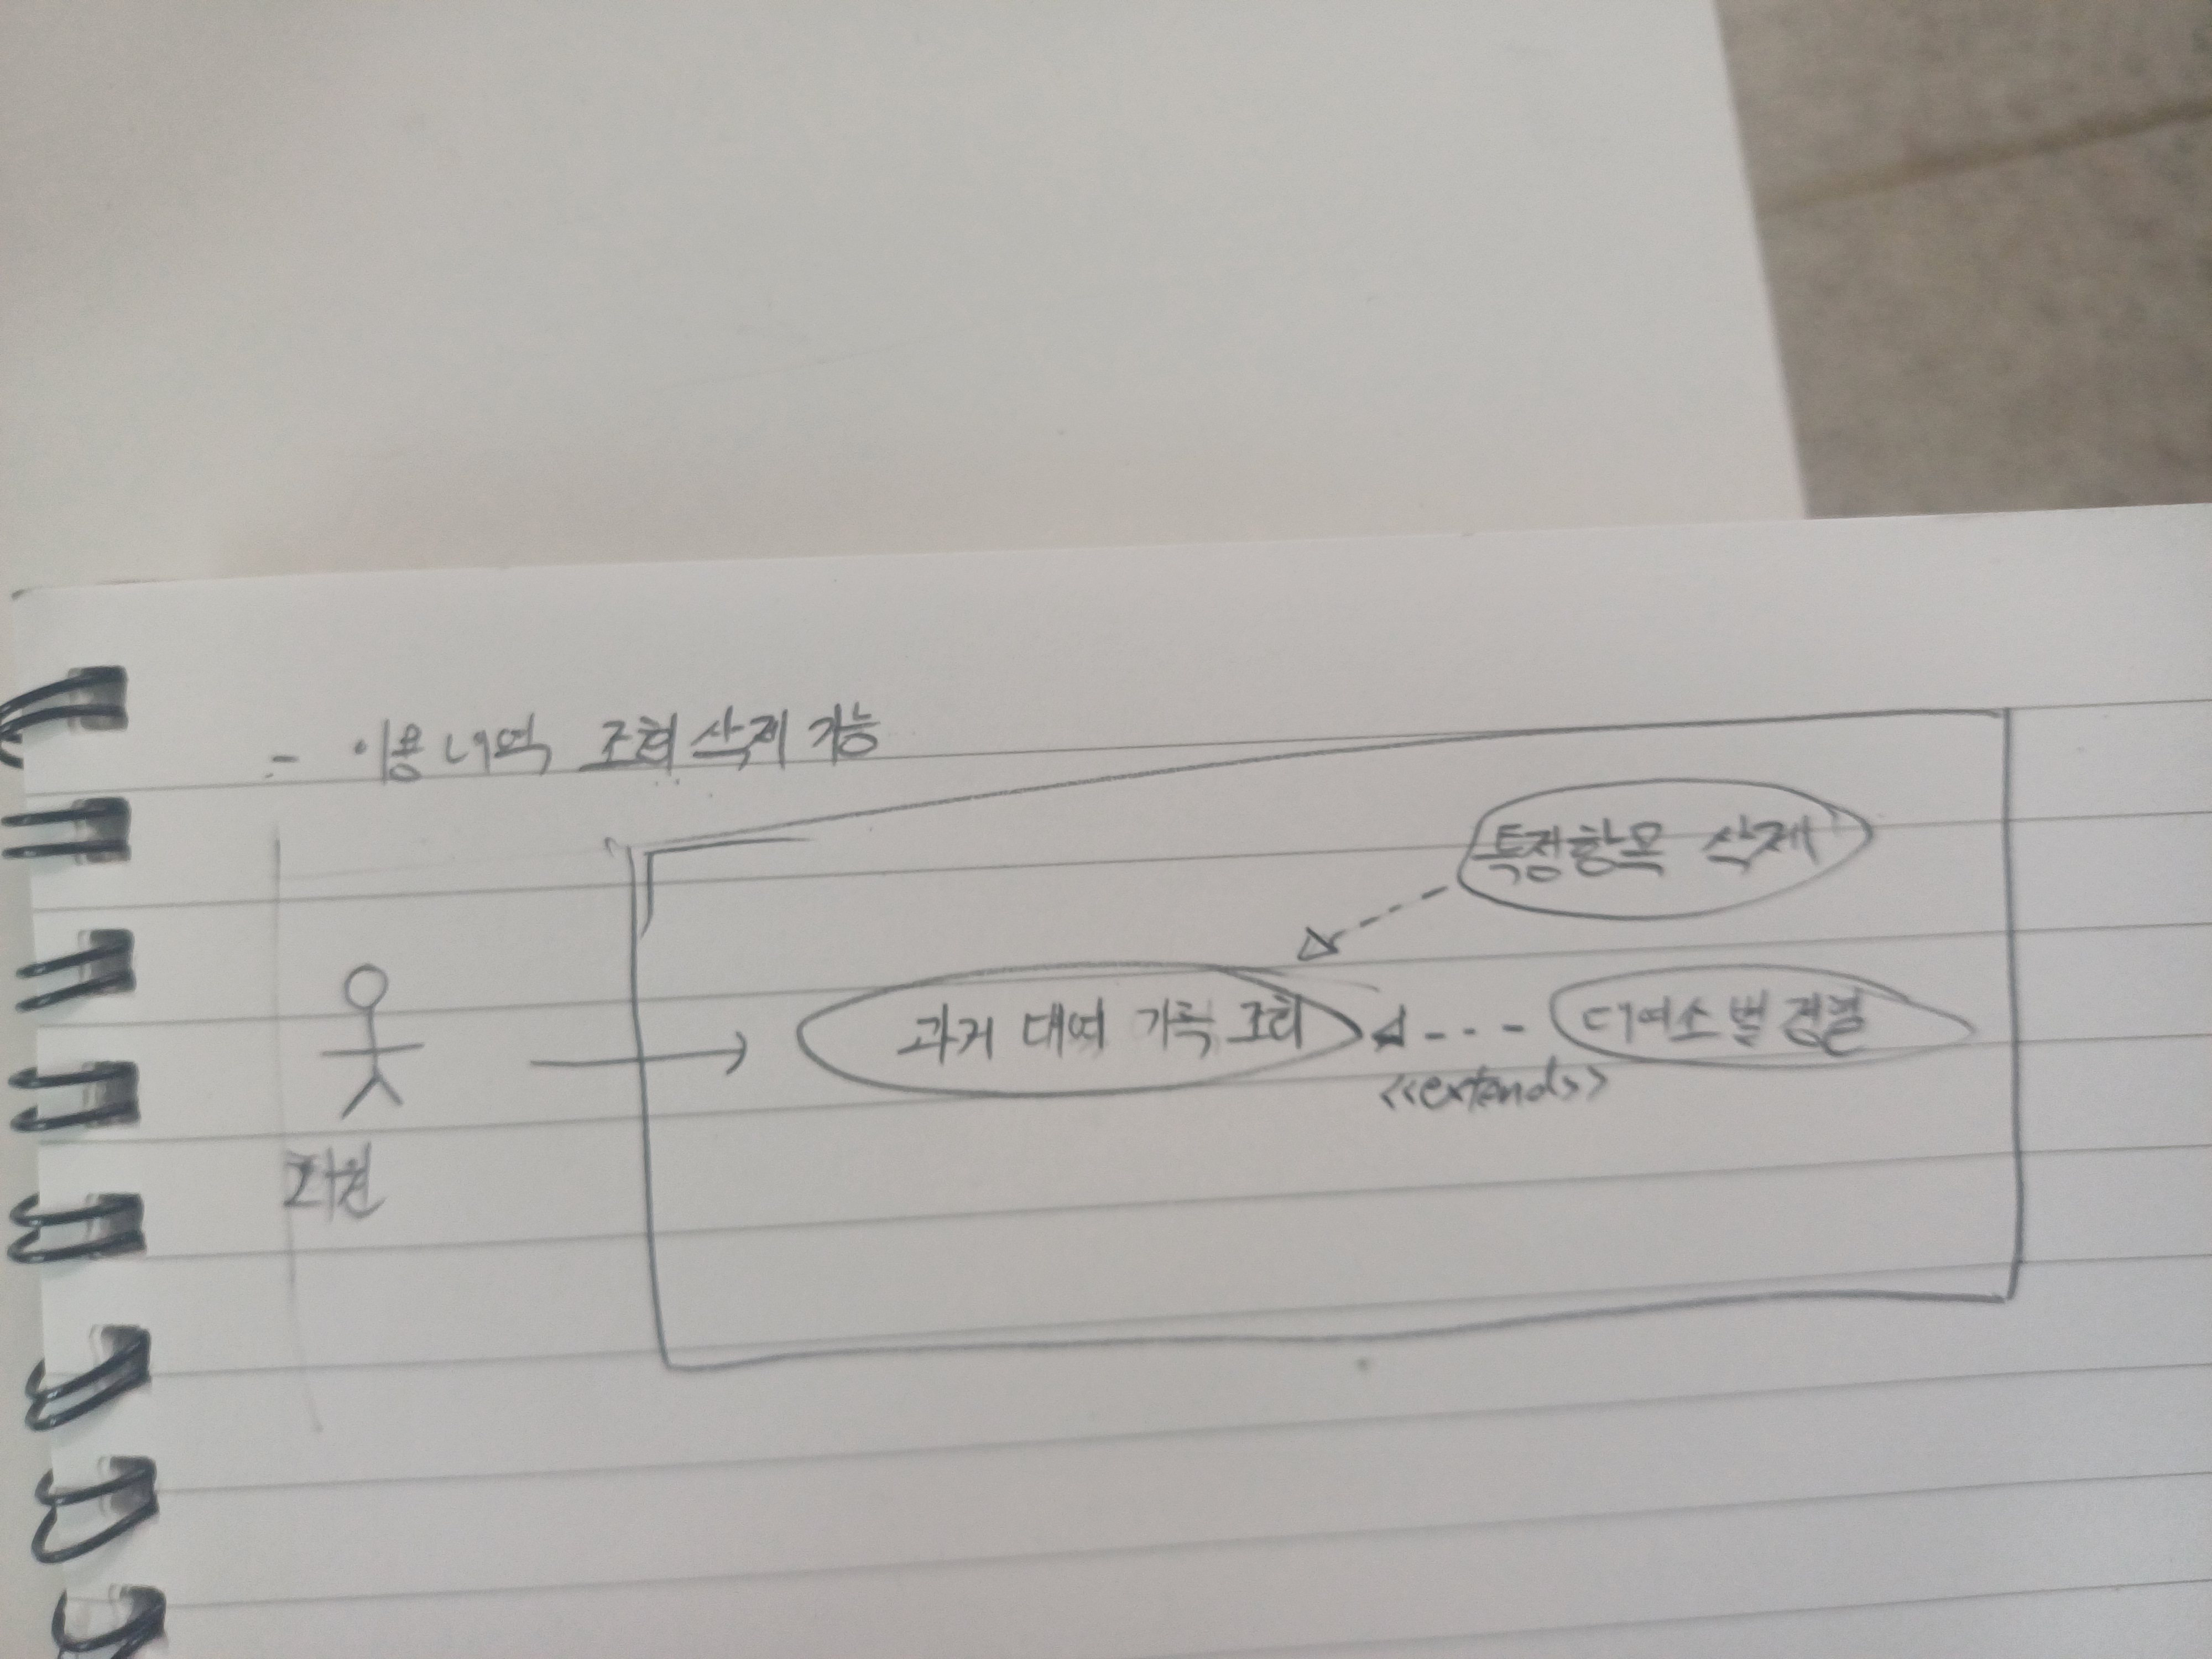 - 이용 내역 조회 삭제 가능
특정항목 삭제
과거 대여 기록 조회
대여소별 정렬
<<extend>>
회원